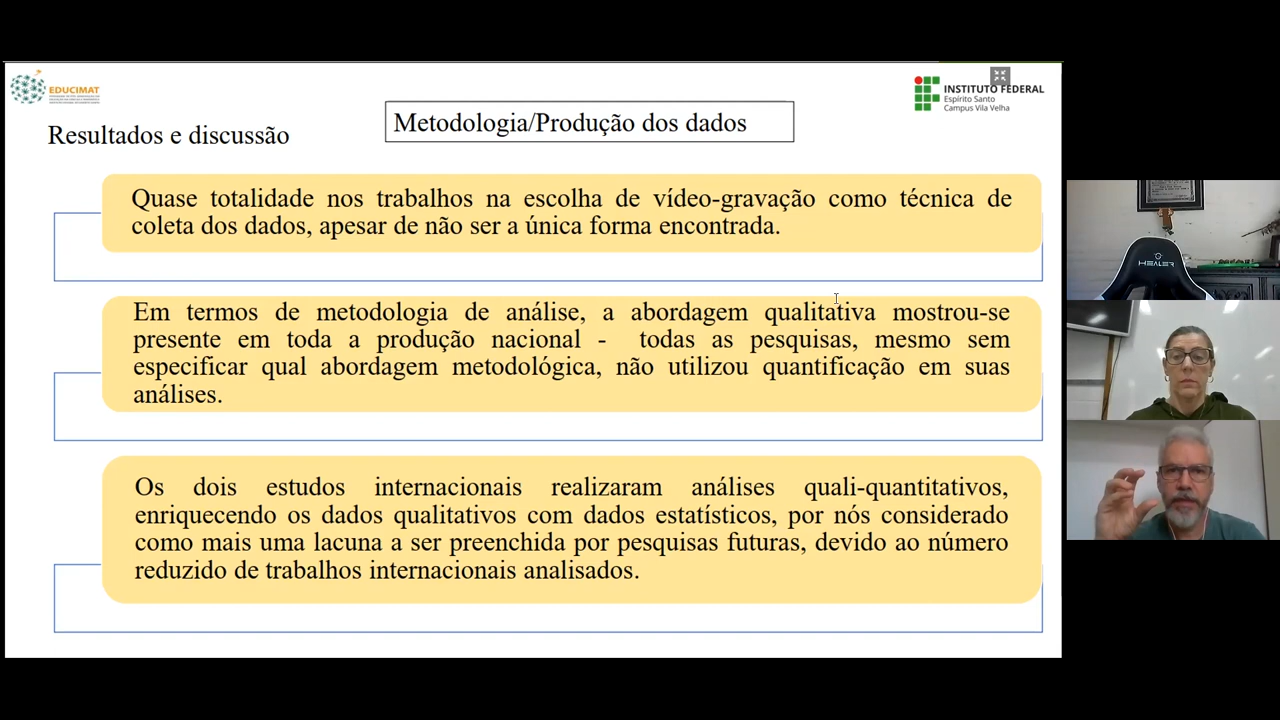 EDUCIMAT
INSTITUTO FEDERAL
Espírito Santo
Campus Vila Velha
Metodologia/Produção dos dados
Resultados e discussão
Quase totalidade nos trabalhos na escolha de vídeo-gravação como técnica de
coleta dos dados, apesar de não ser a única forma encontrada.
Em termos de metodologia de análise, a abordagem qualitativa mostrou-se
presente em toda a produção nacional - todas as pesquisas, mesmo sem
especificar qual abordagem metodológica, não utilizou quantificação em suas
análises.
Os dois estudos internacionais realizaram análises quali-quantitativos,
enriquecendo os dados qualitativos com dados estatísticos, por nós considerado
como mais uma lacuna a ser preenchida por pesquisas futuras, devido ao número
reduzido de trabalhos internacionais analisados.
HEALER